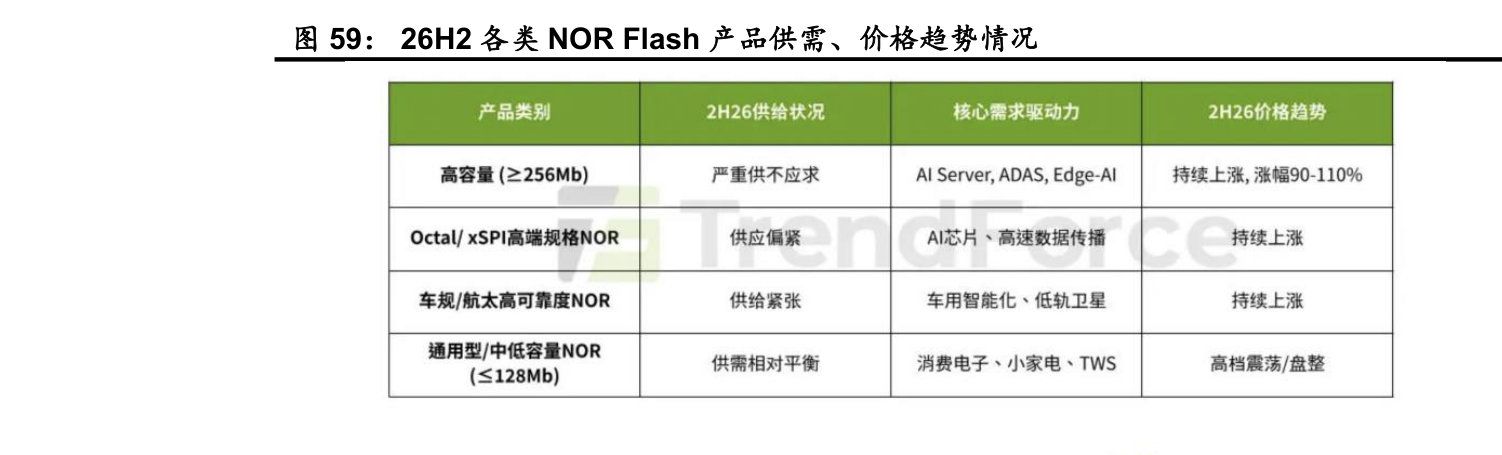 图 59： 26H2 各类 NOR Flash 产品供需、价格趋势情况
产品类别 2H26供给状况 核心需求驱动力 2H26价格趋势
高容量 (≥256Mb) 严重供不应求 AI Server, ADAS, Edge-AI 持续上涨, 涨幅90-110%
Octal/ xSPI高端规格NOR 供应偏紧 AI芯片、高速数据传播 持续上涨
车规/航太高可靠度NOR 供给紧张 车用智能化、低轨卫星 持续上涨
通用型/中低容量NOR
(≤128Mb) 供需相对平衡 消费电子、小家电、TWS 高档震荡/盘整
TrendForce